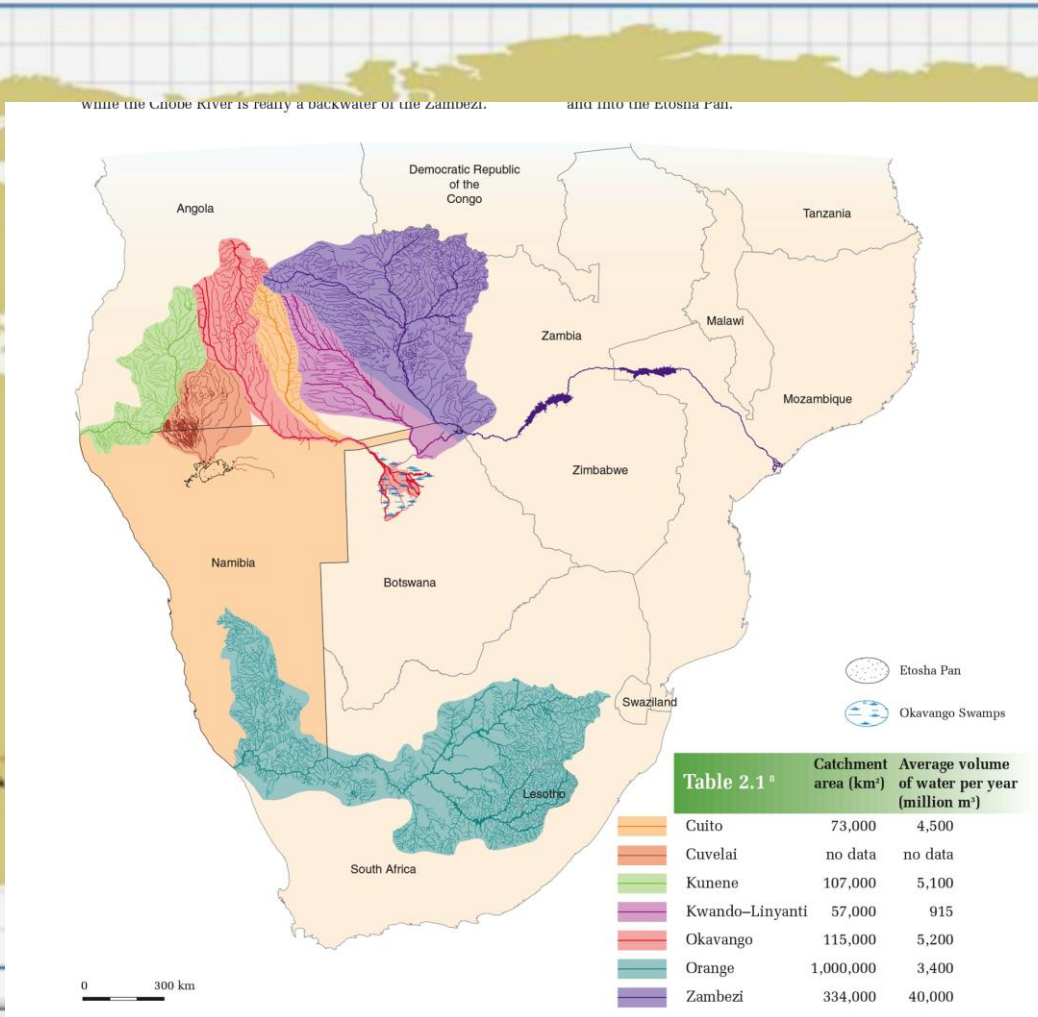 while the Chobe River is really a backwater of the Zambezi.
and into the Etosha Pan.
Democratic Republic
of the
Congo
Angola
Tanzania
Zambia
Malawi
Mozambique
Zimbabwe
Namibia
Botswana
Etosha Pan
Swaziland
Okavango Swamps
Lesotho
South Africa
0 300 km
Table 2.1⁸ Catchment area (km²) Average volume of water per year (million m³)
Cuito 73,000 4,500
Cuvelai no data no data
Kunene 107,000 5,100
Kwando–Linyanti 57,000 915
Okavango 115,000 5,200
Orange 1,000,000 3,400
Zambezi 334,000 40,000